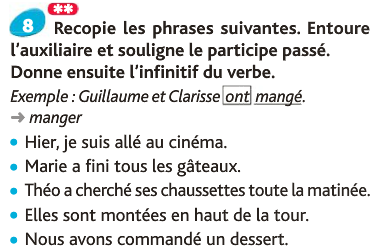 **
8 Recopie les phrases suivantes. Entoure
l'auxiliaire et souligne le participe passé.
Donne ensuite l'infinitif du verbe.
Exemple : Guillaume et Clarisse ont mangé.
➔ manger
• Hier, je suis allé au cinéma.
• Marie a fini tous les gâteaux.
• Théo a cherché ses chaussettes toute la matinée.
• Elles sont montées en haut de la tour.
• Nous avons commandé un dessert.